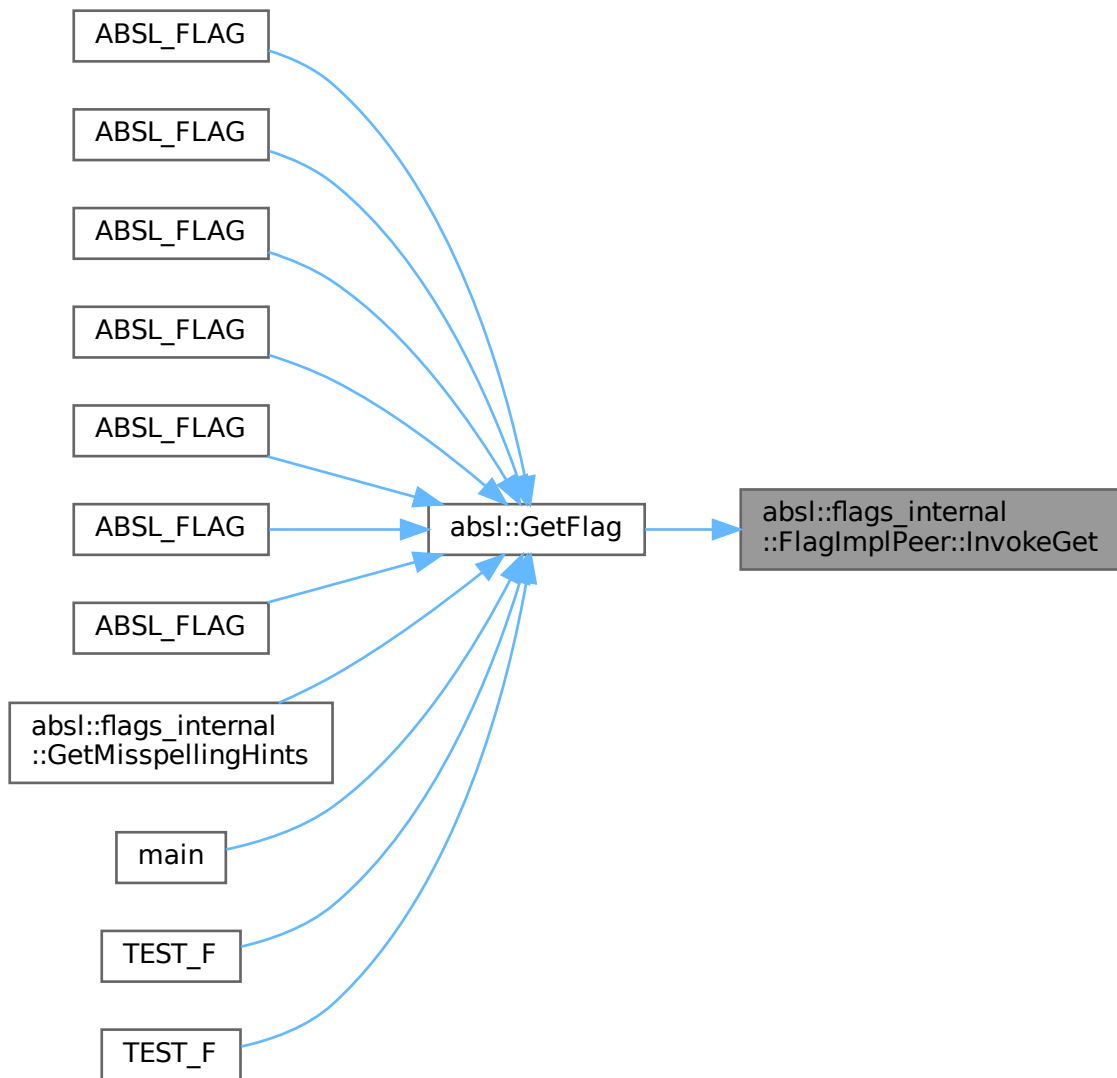 ABSL_FLAG
ABSL_FLAG
ABSL_FLAG
ABSL_FLAG
ABSL_FLAG
ABSL_FLAG
ABSL_FLAG
absl::flags_internal
::GetMisspellingHints
main
TEST_F
TEST_F
absl::GetFlag
absl::flags_internal
::FlagImplPeer::InvokeGet